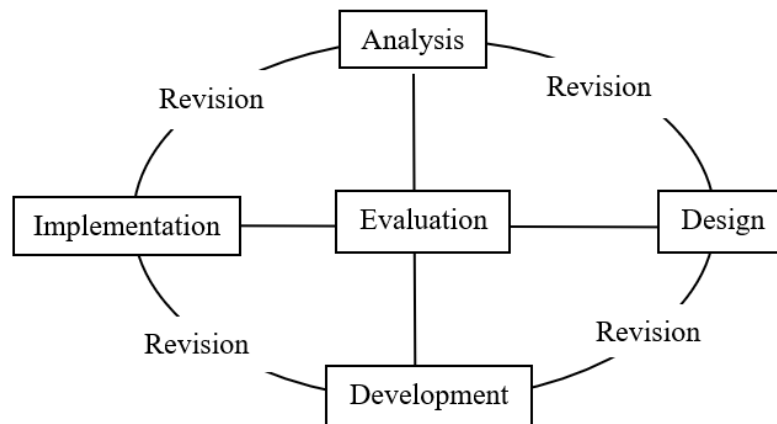 Analysis
Revision
Revision
Implementation
Evaluation
Design
Revision
Revision
Development